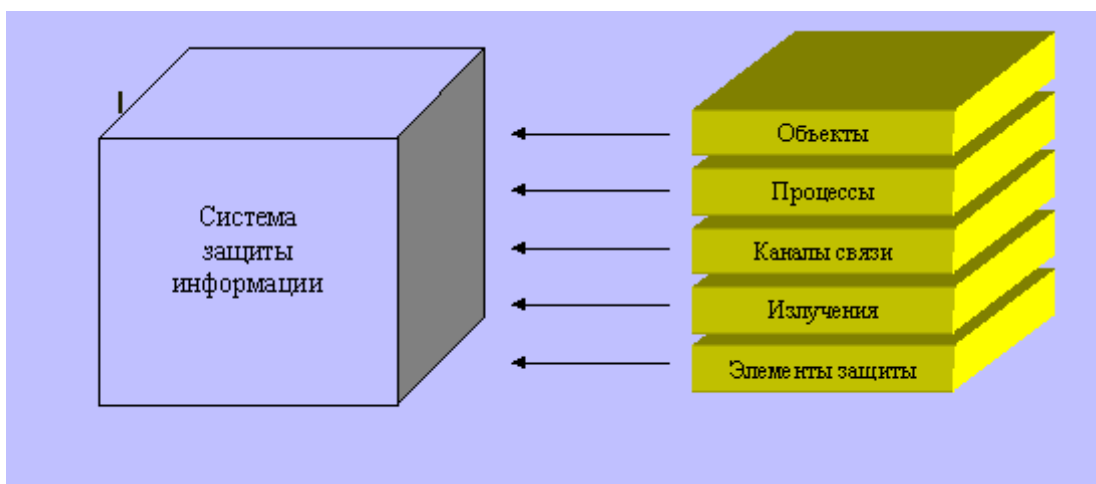 Система
защиты
информации
Объекты
Процессы
Каналы связи
Излучения
Элементы защиты